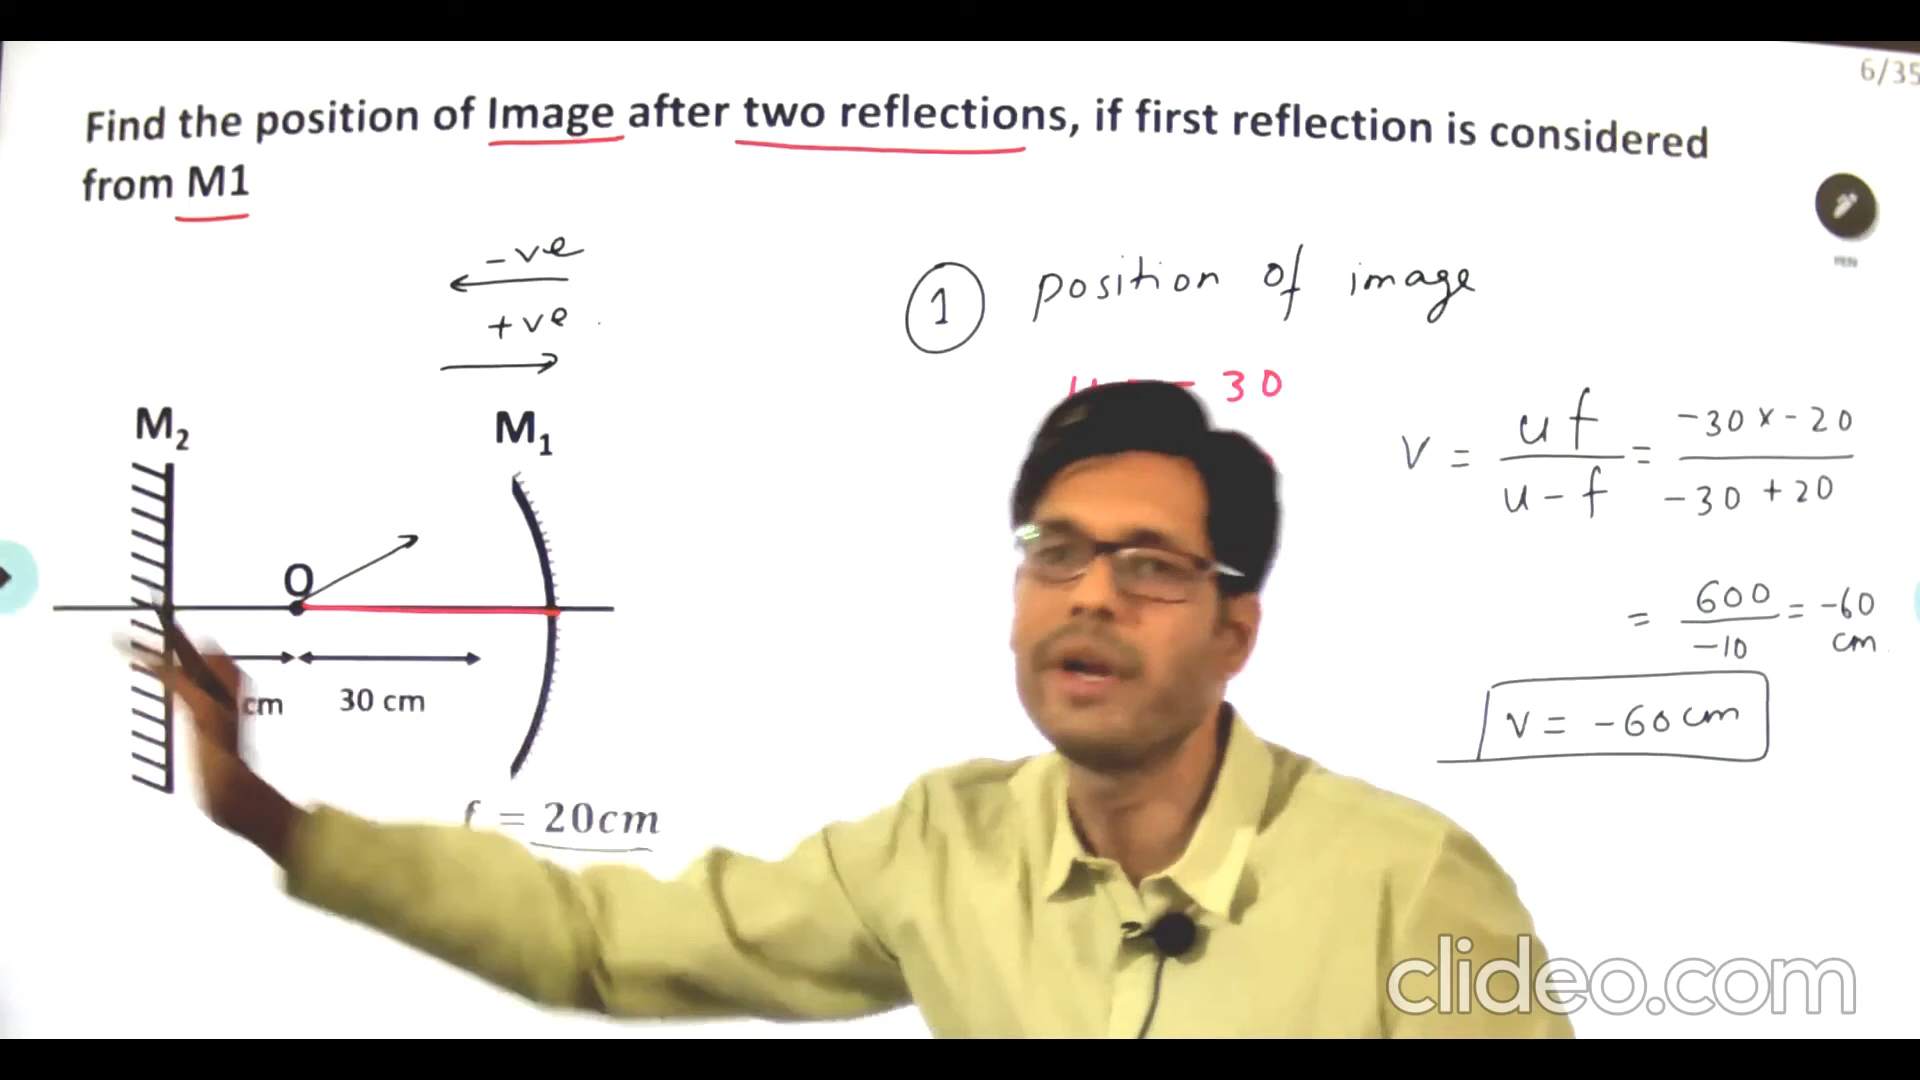 6/35
Find the position of Image after two reflections, if first reflection is considered
from M1
-ve
+ve
1 position of image
- 30
M₂
M₁
V = uf / u - f = -30 x - 20 / -30 + 20
O
= 600 / -10 = -60 cm
cm
30 cm
V = -60 cm
f = 20cm
clideo.com